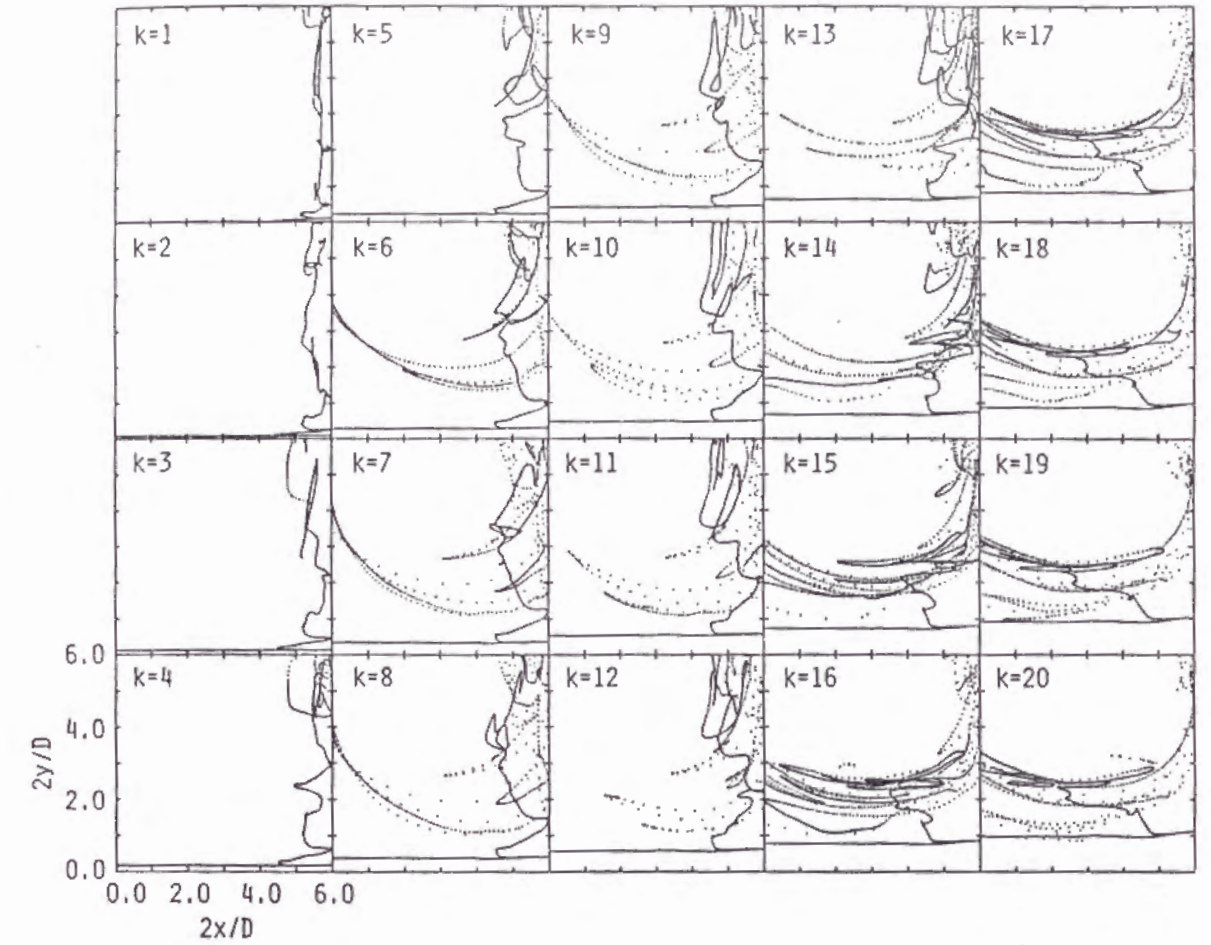 k=1 k=5 k=9 k=13 k=17
k=2 k=6 k=10 k=14 k=18
k=3 k=7 k=11 k=15 k=19
6.0
k=4 k=8 k=12 k=16 k=20
4.0
2y/D
2.0
0.0
0.0 2.0 4.0 6.0
2x/D